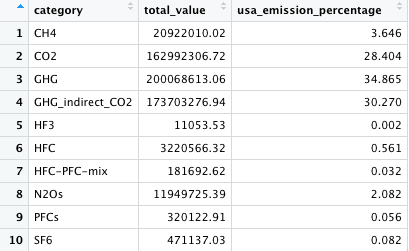 category total_value usa_emission_percentage
1 CH4 20922010.02 3.646
2 CO2 162992306.72 28.404
3 GHG 200068613.06 34.865
4 GHG_indirect_CO2 173703276.94 30.270
5 HF3 11053.53 0.002
6 HFC 3220566.32 0.561
7 HFC-PFC-mix 181692.62 0.032
8 N2Os 11949725.39 2.082
9 PFCs 320122.91 0.056
10 SF6 471137.03 0.082